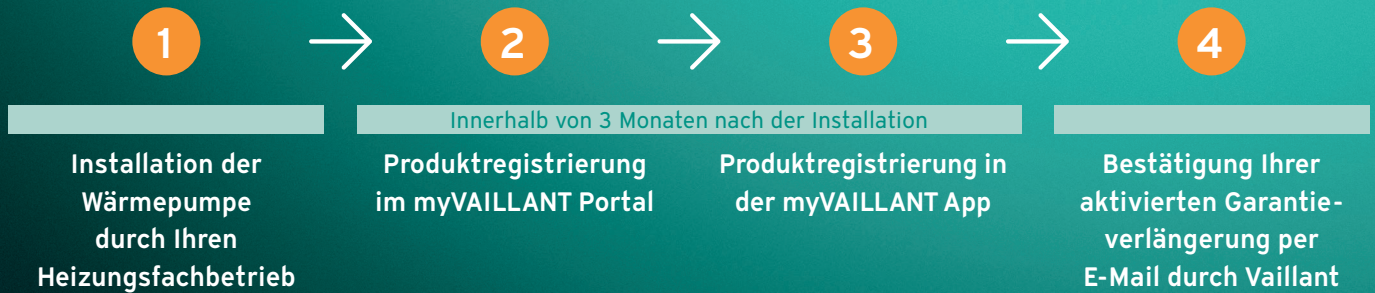 1
2
3
4
Innerhalb von 3 Monaten nach der Installation
Installation der
Wärmepumpe
durch Ihren
Heizungsfachbetrieb
Produktregistrierung
im myVAILLANT Portal
Produktregistrierung in
der myVAILLANT App
Bestätigung Ihrer
aktivierten Garantie-
verlängerung per
E-Mail durch Vaillant